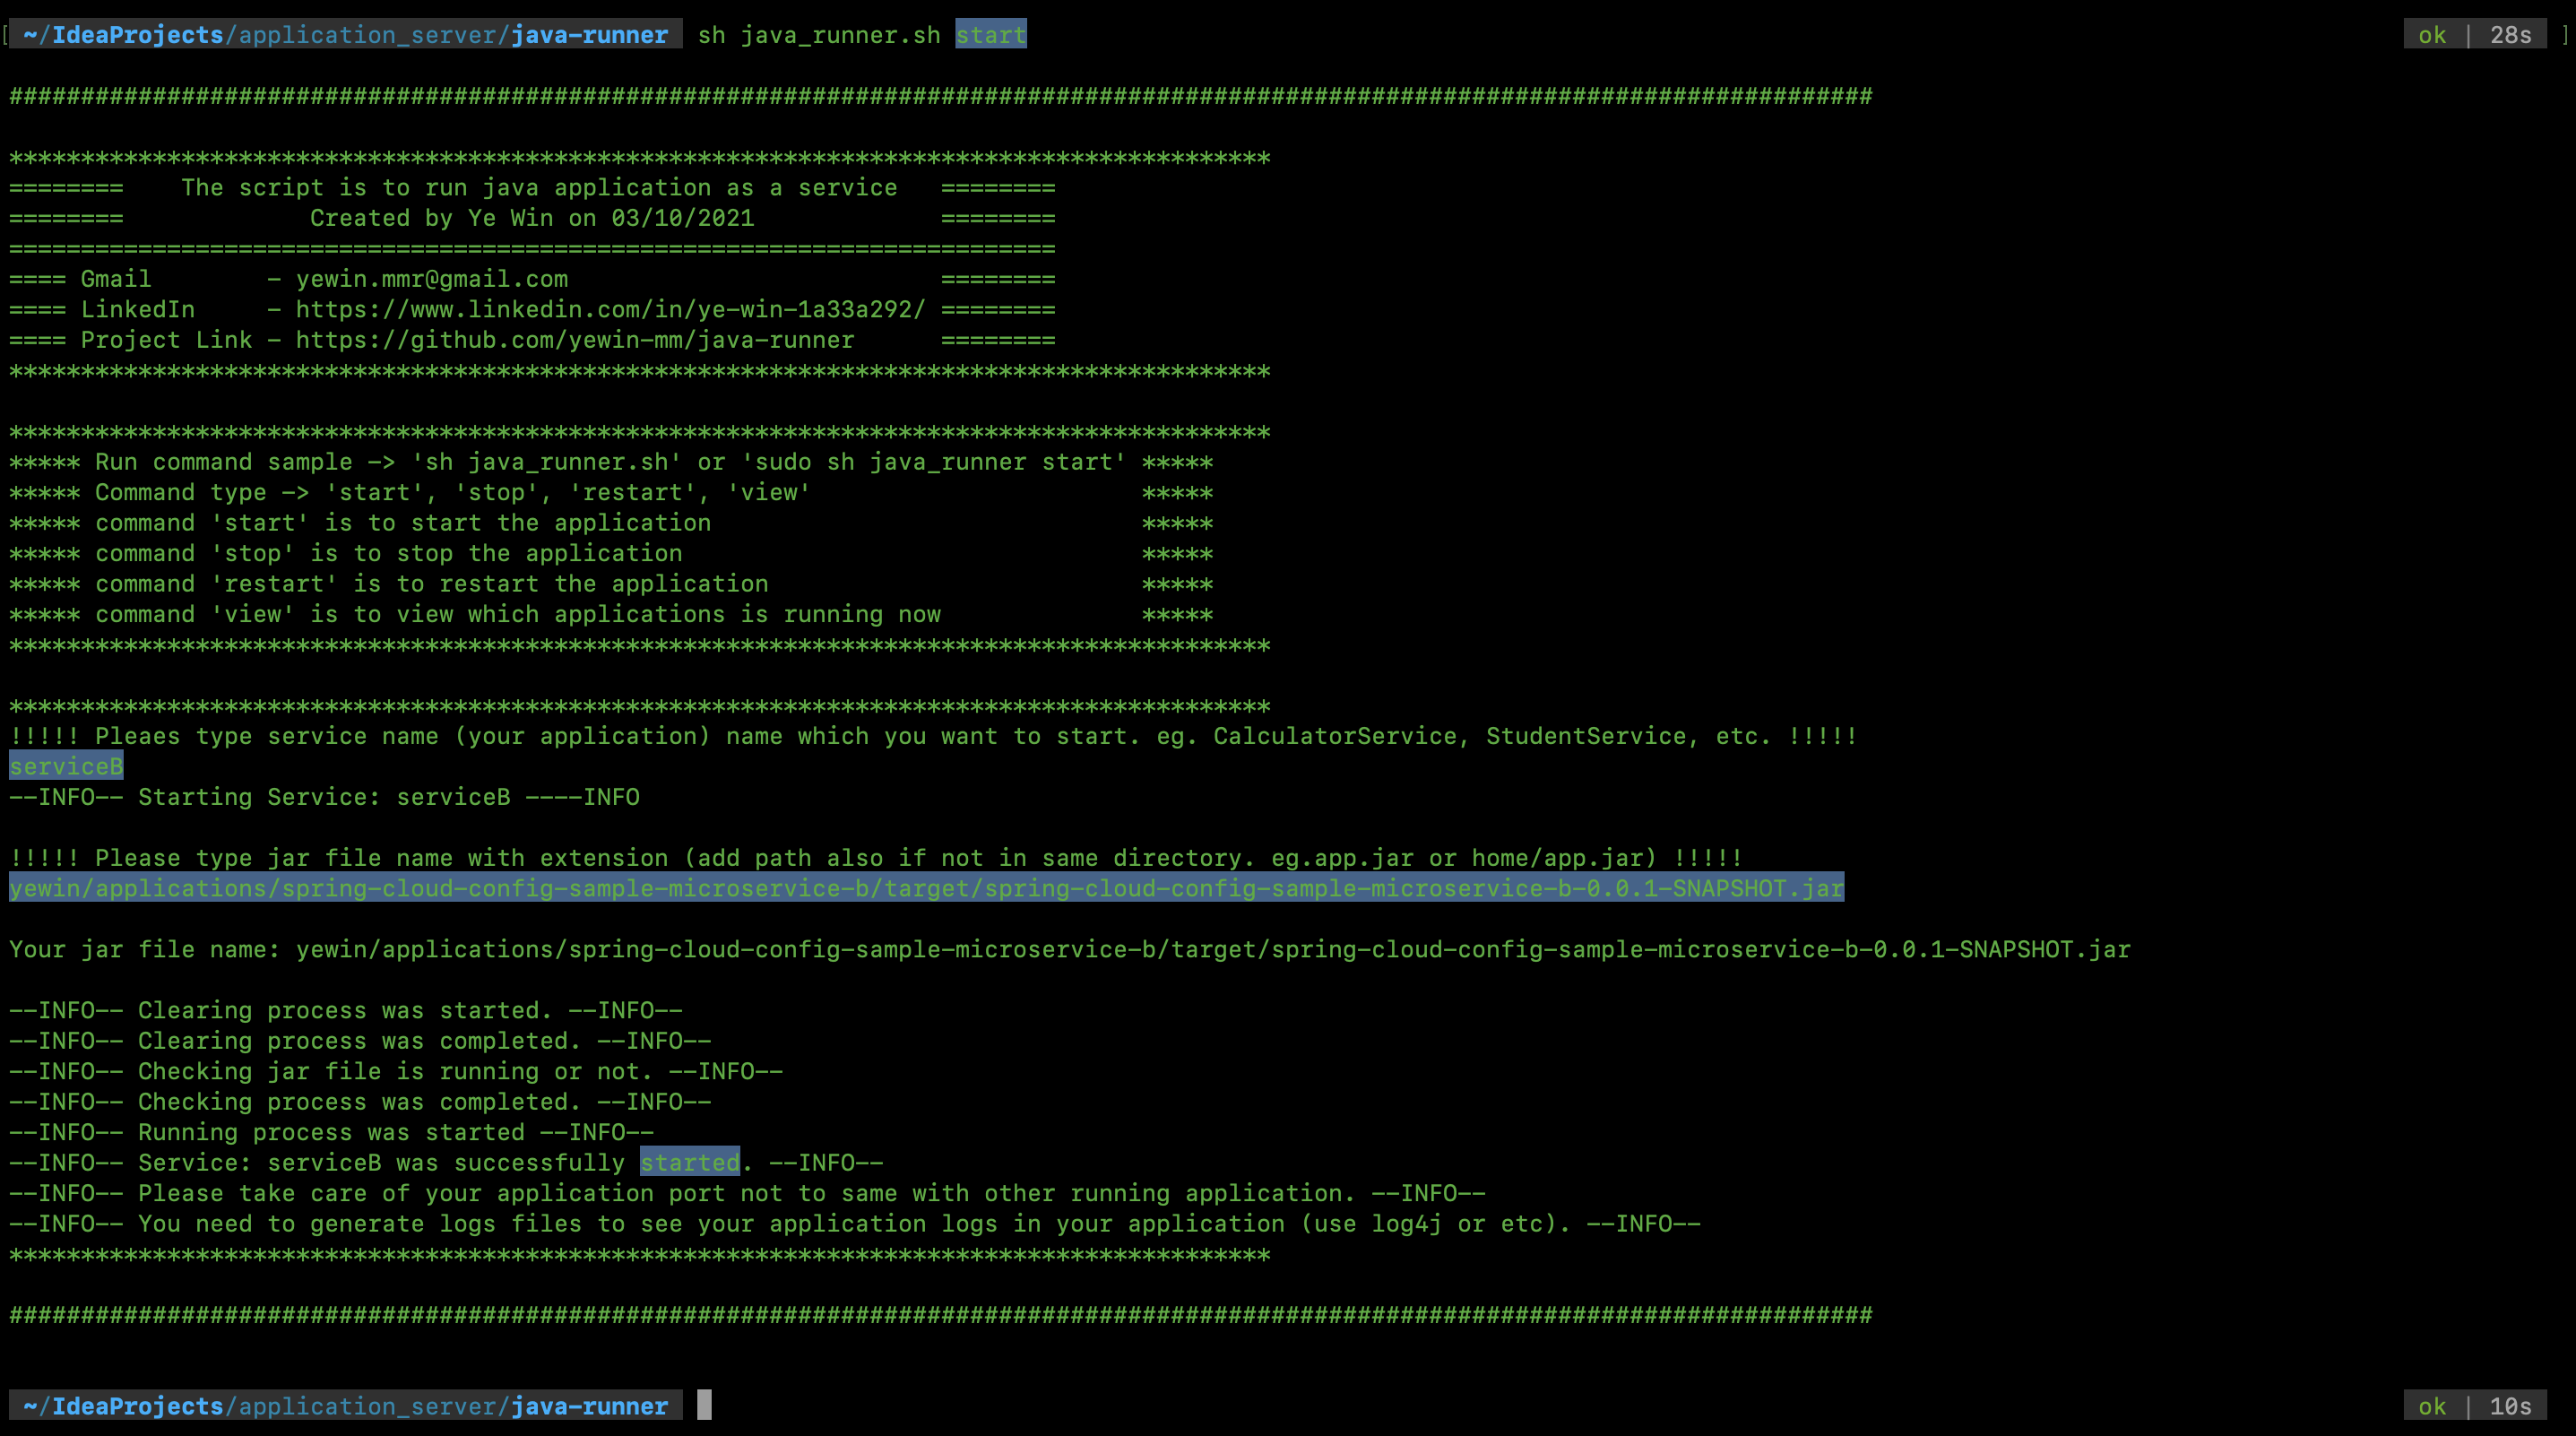 [ ~/IdeaProjects/application_server/java-runner  sh java_runner.sh start ok | 28s ]
##################################################################################################################################
****************************************************************************************
========    The script is to run java application as a service   ========
========             Created by Ye Win on 03/10/2021             ========
=========================================================================
==== Gmail        - yewin.mmr@gmail.com                          ========
==== LinkedIn     - https://www.linkedin.com/in/ye-win-1a33a292/ ========
==== Project Link - https://github.com/yewin-mm/java-runner      ========
****************************************************************************************
****************************************************************************************
***** Run command sample -> 'sh java_runner.sh' or 'sudo sh java_runner start' *****
***** Command type -> 'start', 'stop', 'restart', 'view'                       *****
***** command 'start' is to start the application                              *****
***** command 'stop' is to stop the application                                *****
***** command 'restart' is to restart the application                          *****
***** command 'view' is to view which applications is running now              *****
****************************************************************************************
****************************************************************************************
!!!!! Pleaes type service name (your application) name which you want to start. eg. CalculatorService, StudentService, etc. !!!!!
serviceB
--INFO-- Starting Service: serviceB ----INFO
!!!!! Please type jar file name with extension (add path also if not in same directory. eg.app.jar or home/app.jar) !!!!!
yewin/applications/spring-cloud-config-sample-microservice-b/target/spring-cloud-config-sample-microservice-b-0.0.1-SNAPSHOT.jar
Your jar file name: yewin/applications/spring-cloud-config-sample-microservice-b/target/spring-cloud-config-sample-microservice-b-0.0.1-SNAPSHOT.jar
--INFO-- Clearing process was started. --INFO--
--INFO-- Clearing process was completed. --INFO--
--INFO-- Checking jar file is running or not. --INFO--
--INFO-- Checking process was completed. --INFO--
--INFO-- Running process was started --INFO--
--INFO-- Service: serviceB was successfully started. --INFO--
--INFO-- Please take care of your application port not to same with other running application. --INFO--
--INFO-- You need to generate logs files to see your application logs in your application (use log4j or etc). --INFO--
****************************************************************************************
##################################################################################################################################
~/IdeaProjects/application_server/java-runner ok | 10s